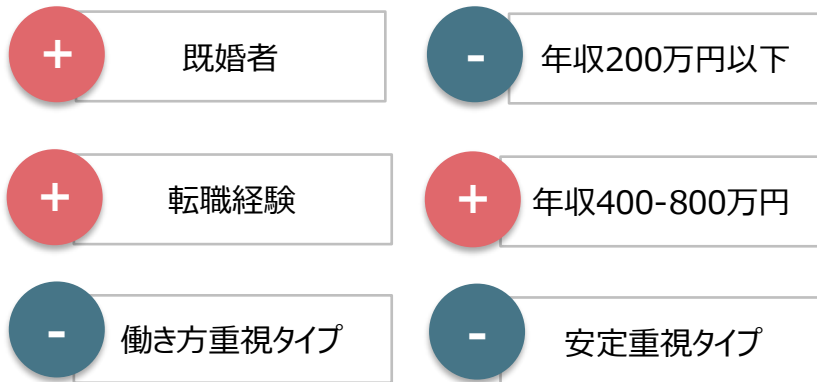 + 既婚者
- 年収200万円以下
+ 転職経験
+ 年収400-800万円
- 働き方重視タイプ
- 安定重視タイプ